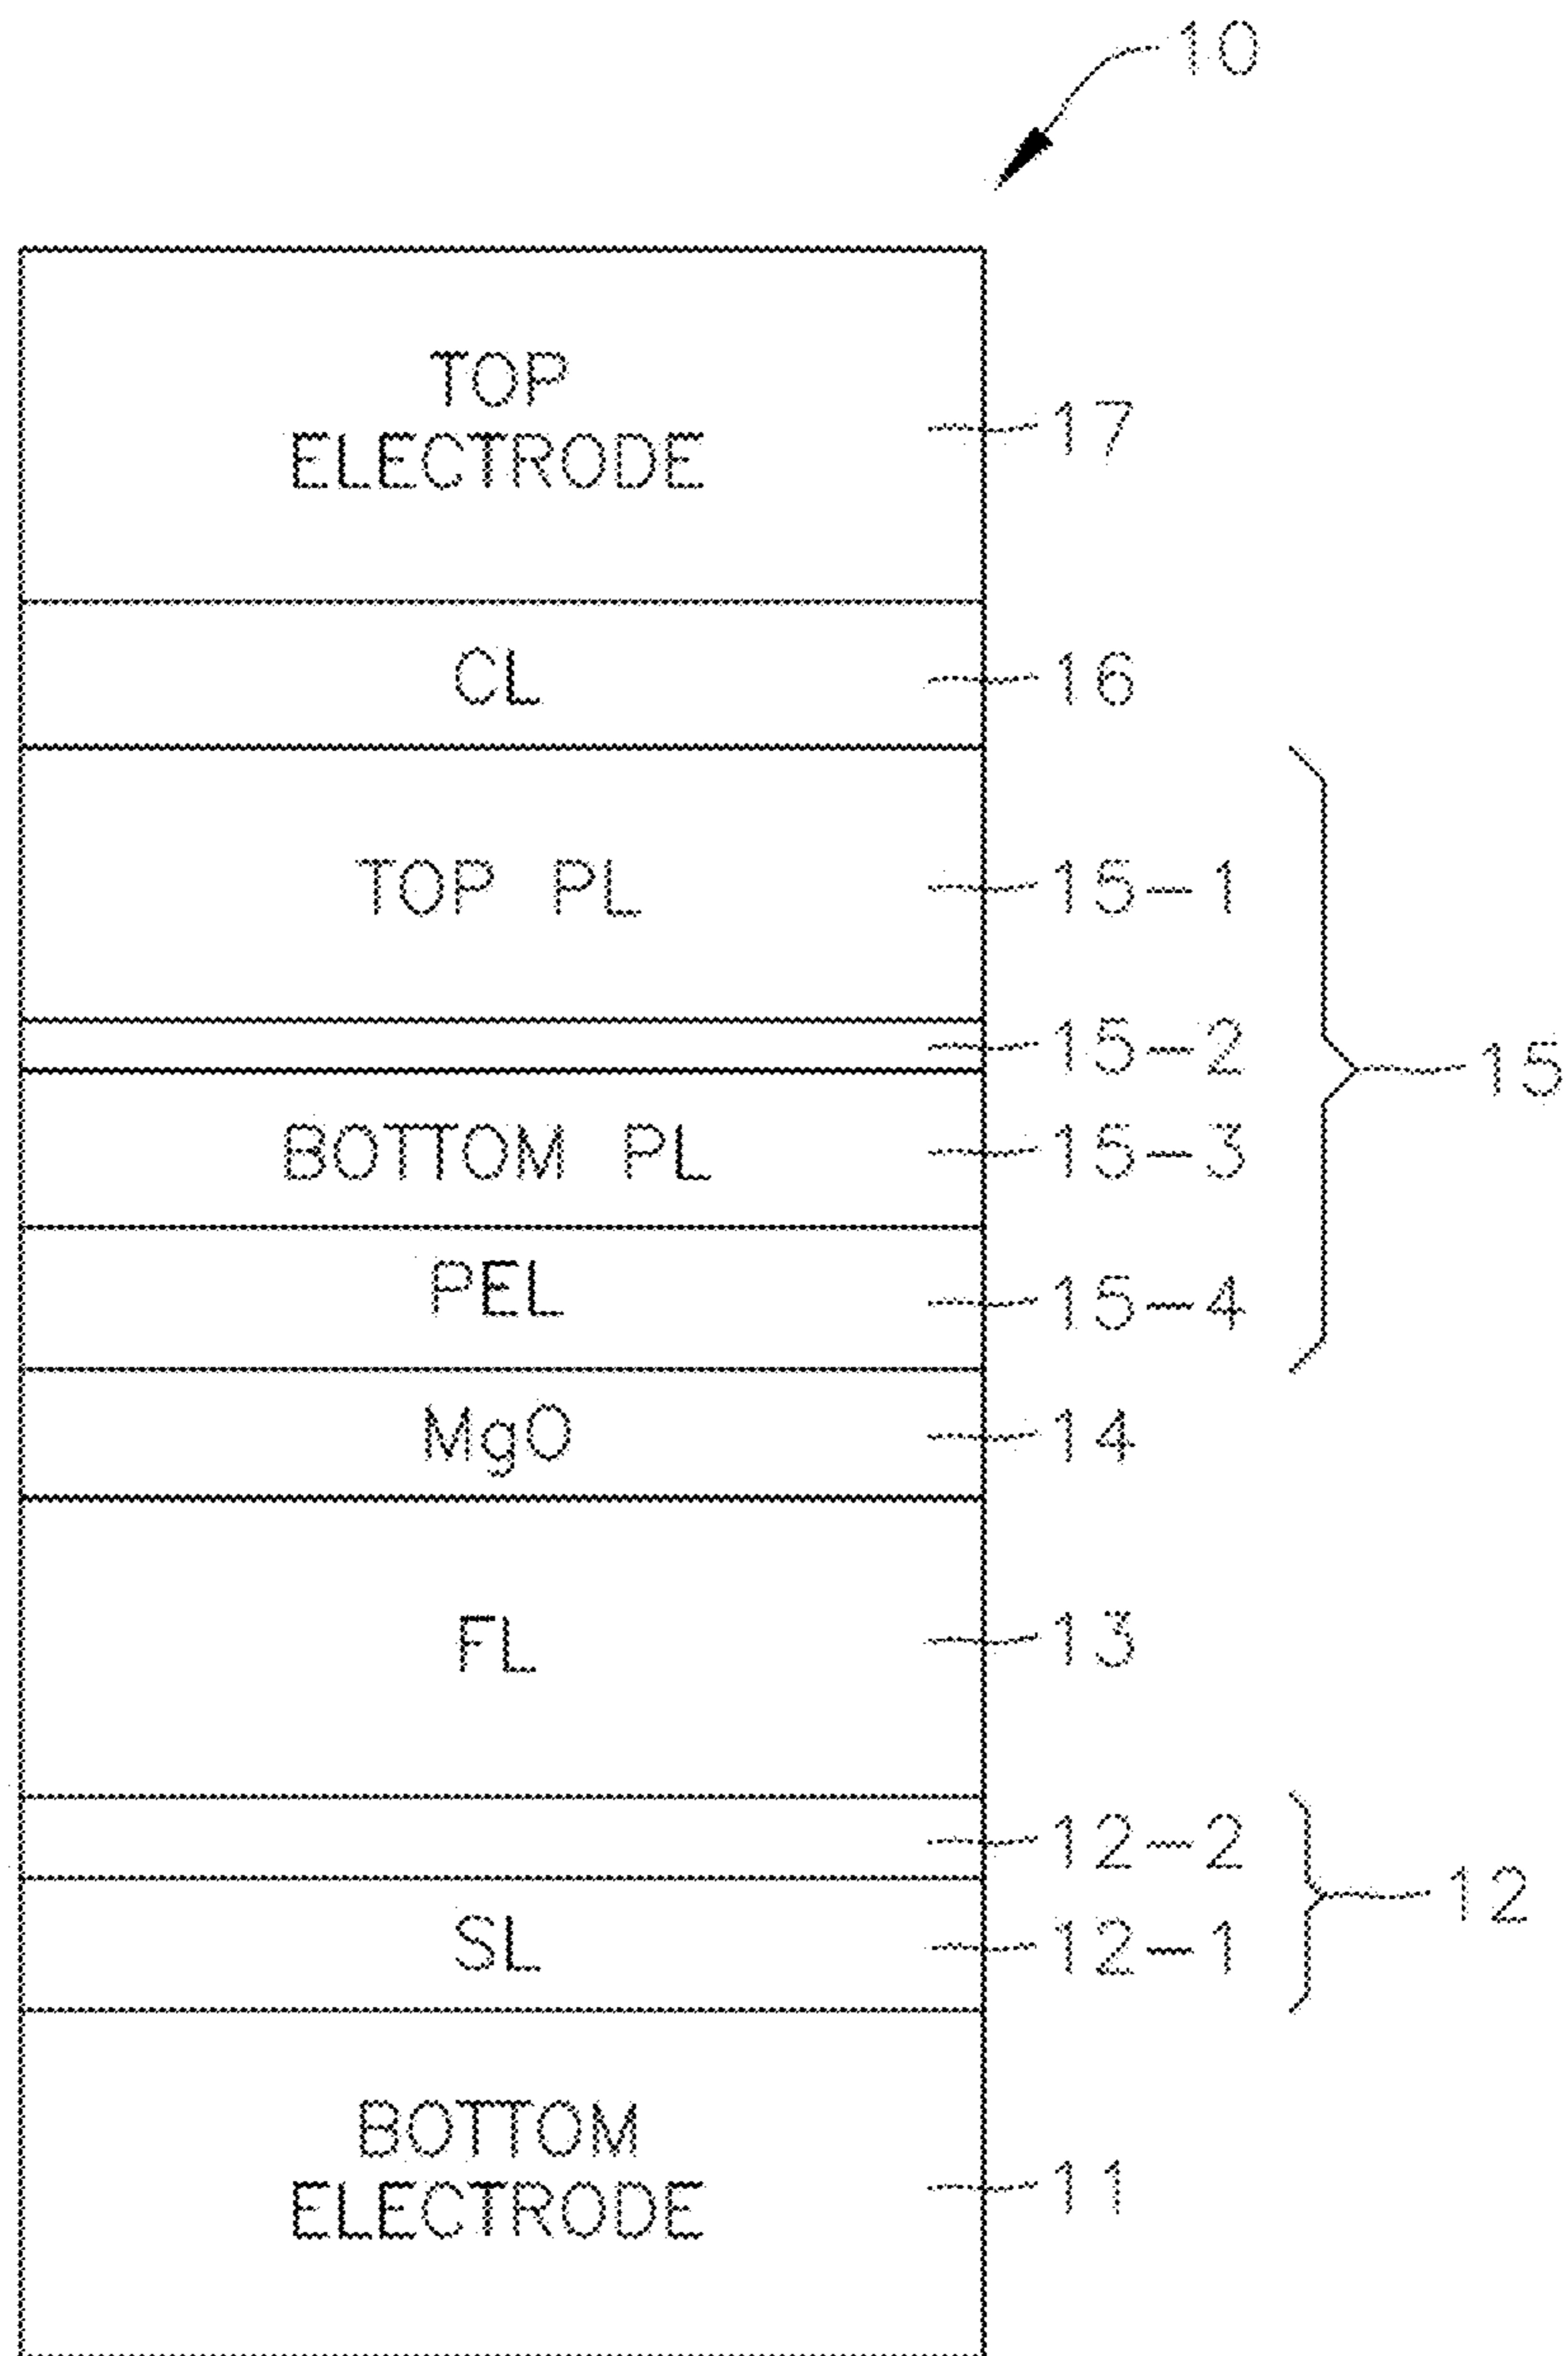 10
TOP
ELECTRODE
17
CL
16
TOP PL
15-1
15-2
15
BOTTOM PL
15-3
PEL
15-4
MgO
14
FL
13
12-2
12
SL
12-1
BOTTOM
ELECTRODE
11